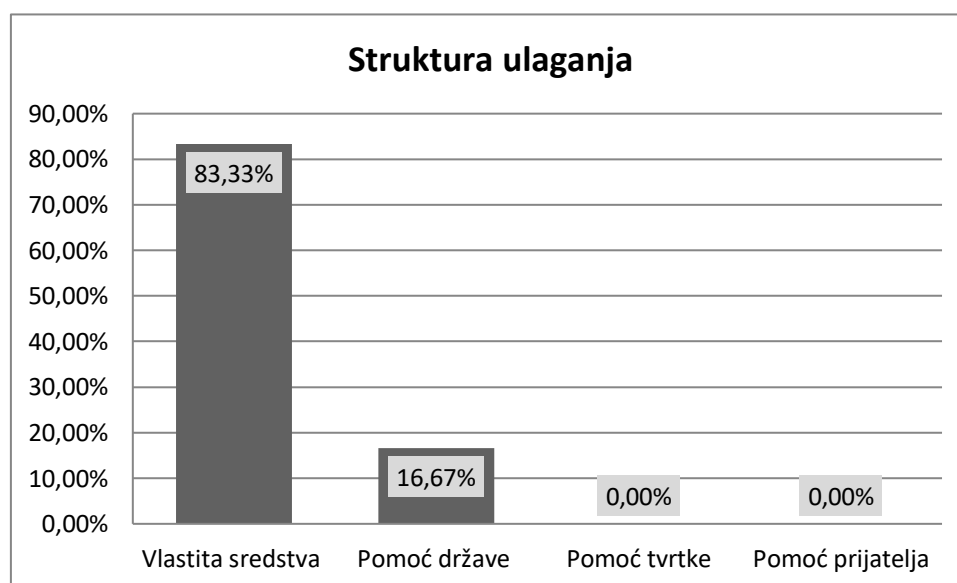 Struktura ulaganja
90,00%
80,00%
70,00%
60,00%
50,00%
40,00%
30,00%
20,00%
10,00%
0,00%
83,33%
16,67%
0,00%
0,00%
Vlastita sredstva
Pomoć države
Pomoć tvrtke
Pomoć prijatelja